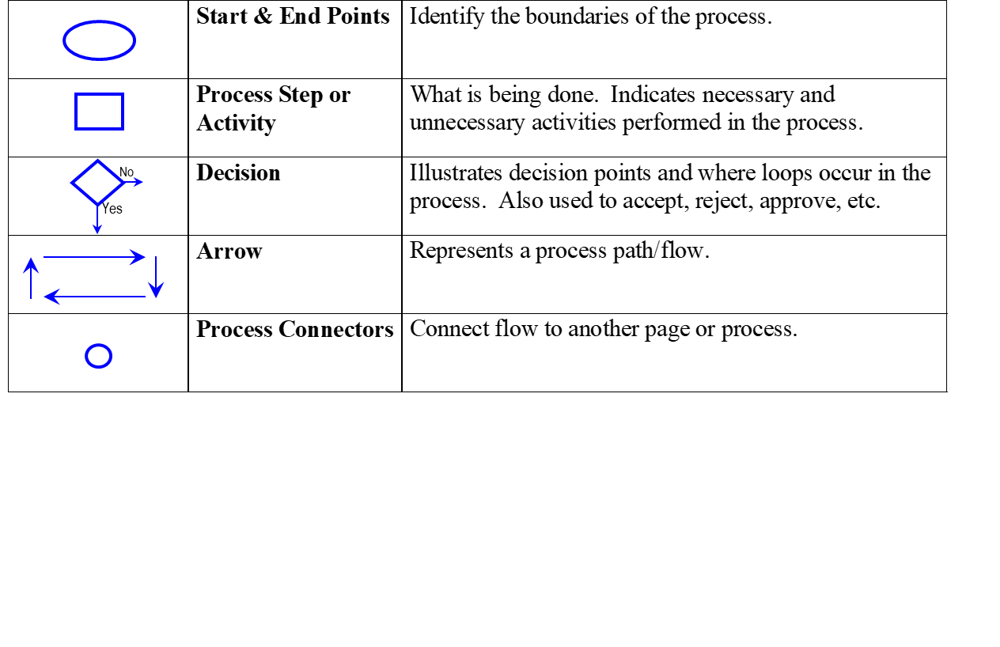 Start & End Points
Identify the boundaries of the process.
Process Step or
Activity
What is being done.  Indicates necessary and
unnecessary activities performed in the process.
No
Yes
Decision
Illustrates decision points and where loops occur in the
process.  Also used to accept, reject, approve, etc.
Arrow
Represents a process path/flow.
Process Connectors
Connect flow to another page or process.